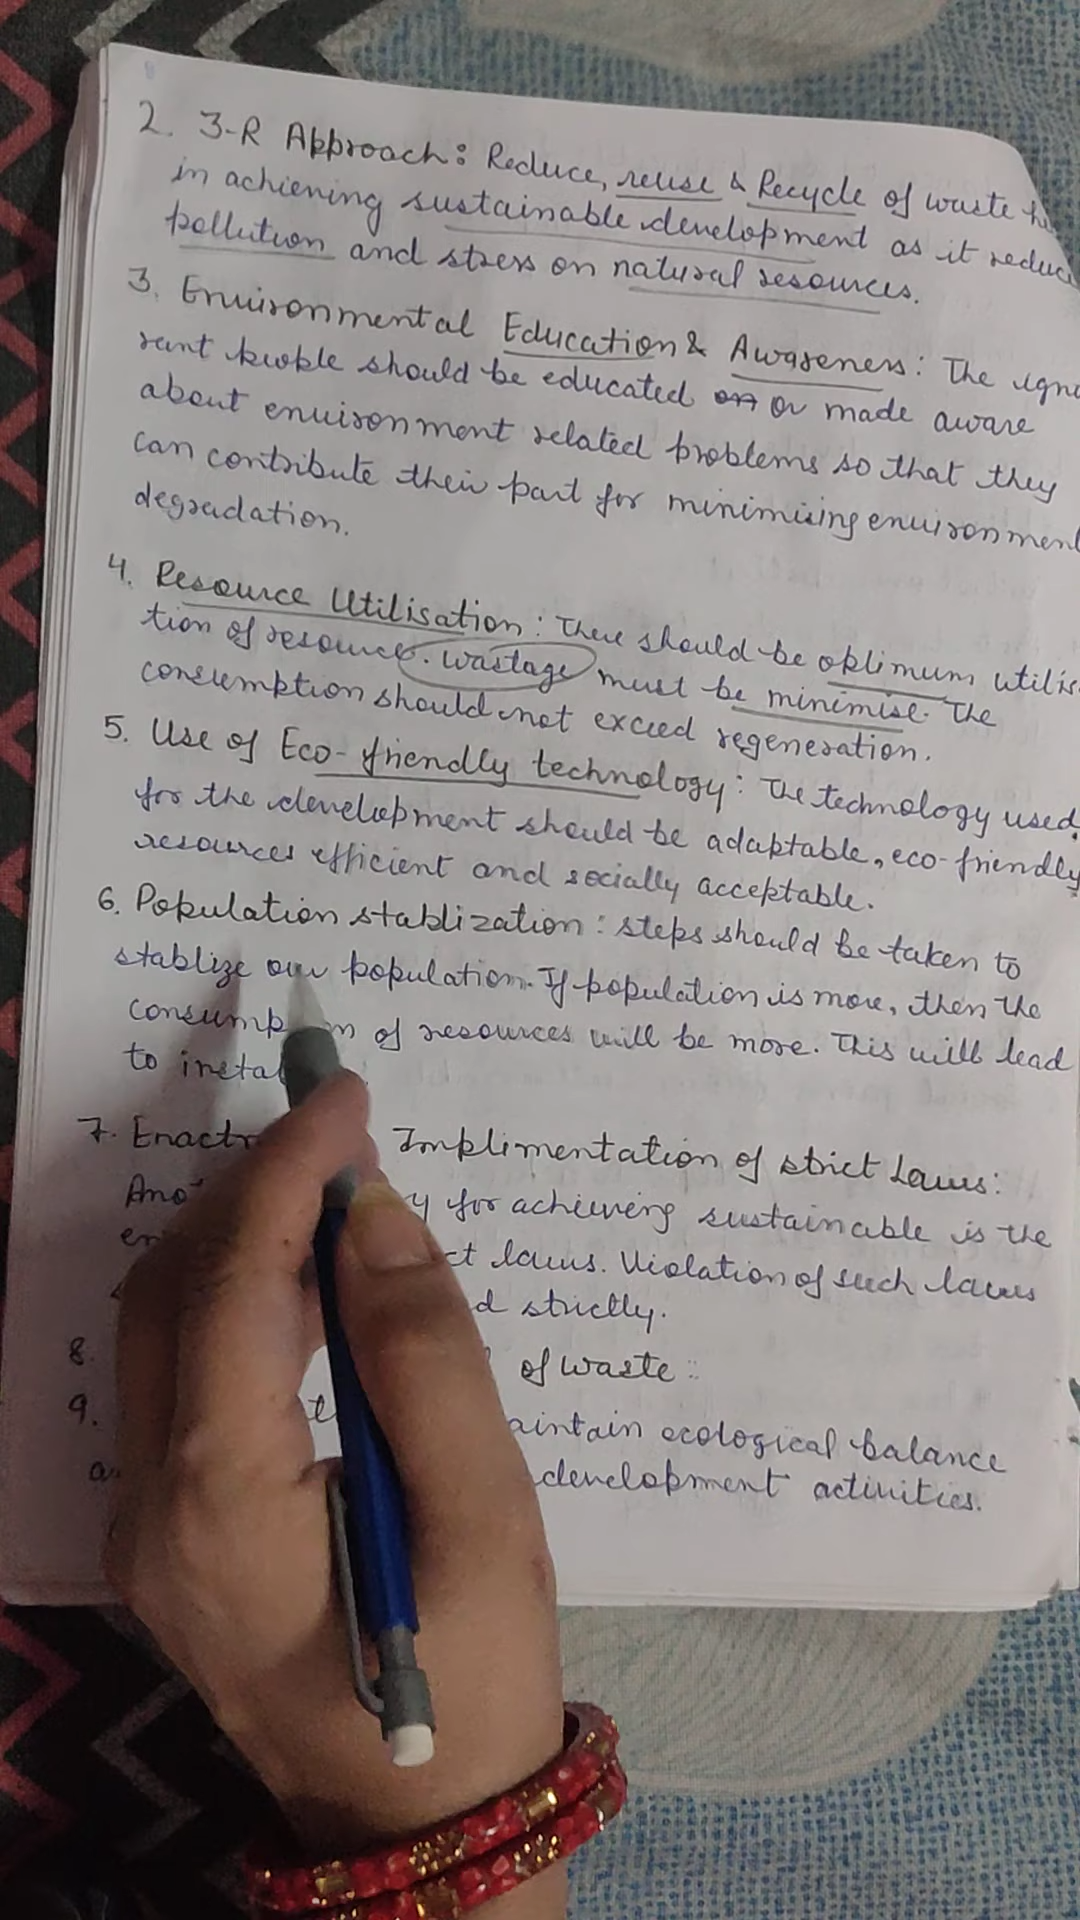 2. 3-R Approach: Reduce, reuse & Recycle of waste
in achiening sustainable development as it reduce
pollution and stress on natural resources.
3. Environmental Education & Awareness: The igno
rant people should be educated or made aware
about environment related problems so that they
can contribute their part for minimising environment
degradation.
4. Resource Utilisation: There should be optimum utilis
tion of resource. wastage must be minimise. The
consumption should not exceed regeneration.
5. Use of Eco-friendly technology: The technology used
for the development should be adaptable, eco-friendly
resources efficient and socially acceptable.
6. Population stablization: steps should be taken to
stablize our population. If population is more, then the
consump n of resources will be more. This will lead
to
7. Implimentation of strict Laws:
y for achieving sustainable is the
ct laws. Violation of such laws
d strictly.
8. of waste:
9. aintain ecological balance
development activities.